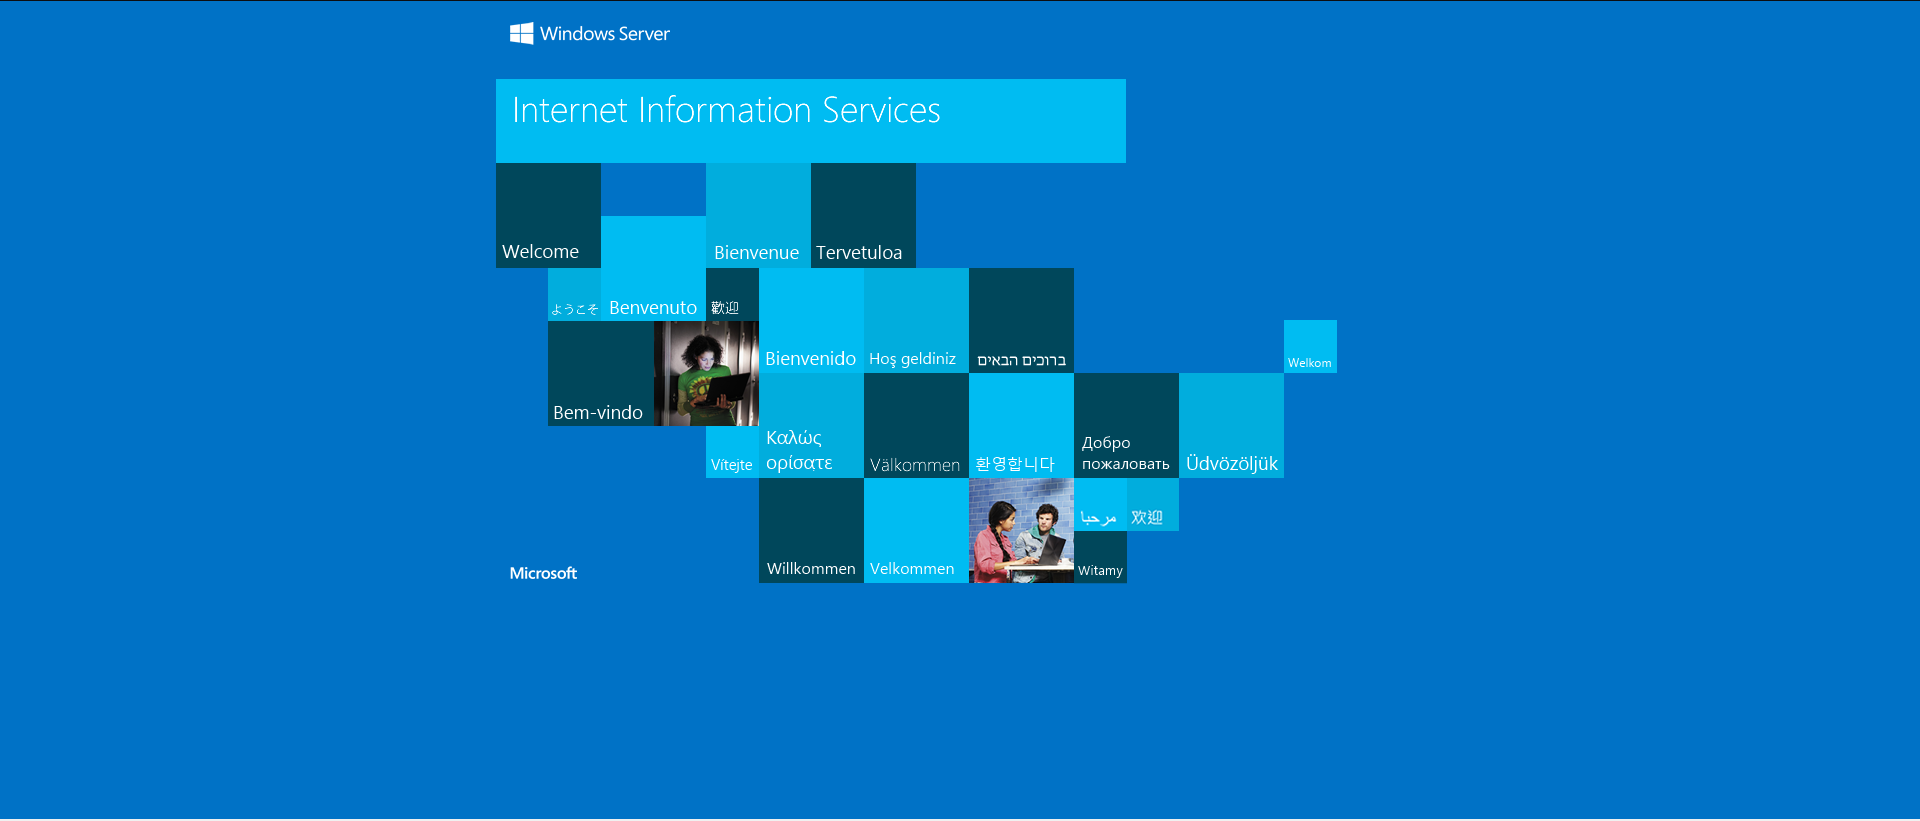 Windows Server
Internet Information Services
Welcome
Bienvenue
Tervetuloa
ようこそ
Benvenuto
歡迎
Bienvenido
Hoş geldiniz
ברוכים הבאים
Welkom
Bem-vindo
Vítejte
Καλώς
ορίσατε
Välkommen
환영합니다
Добро
пожаловать
Üdvözöljük
Microsoft
Willkommen
Velkommen
مرحبا
欢迎
Witamy